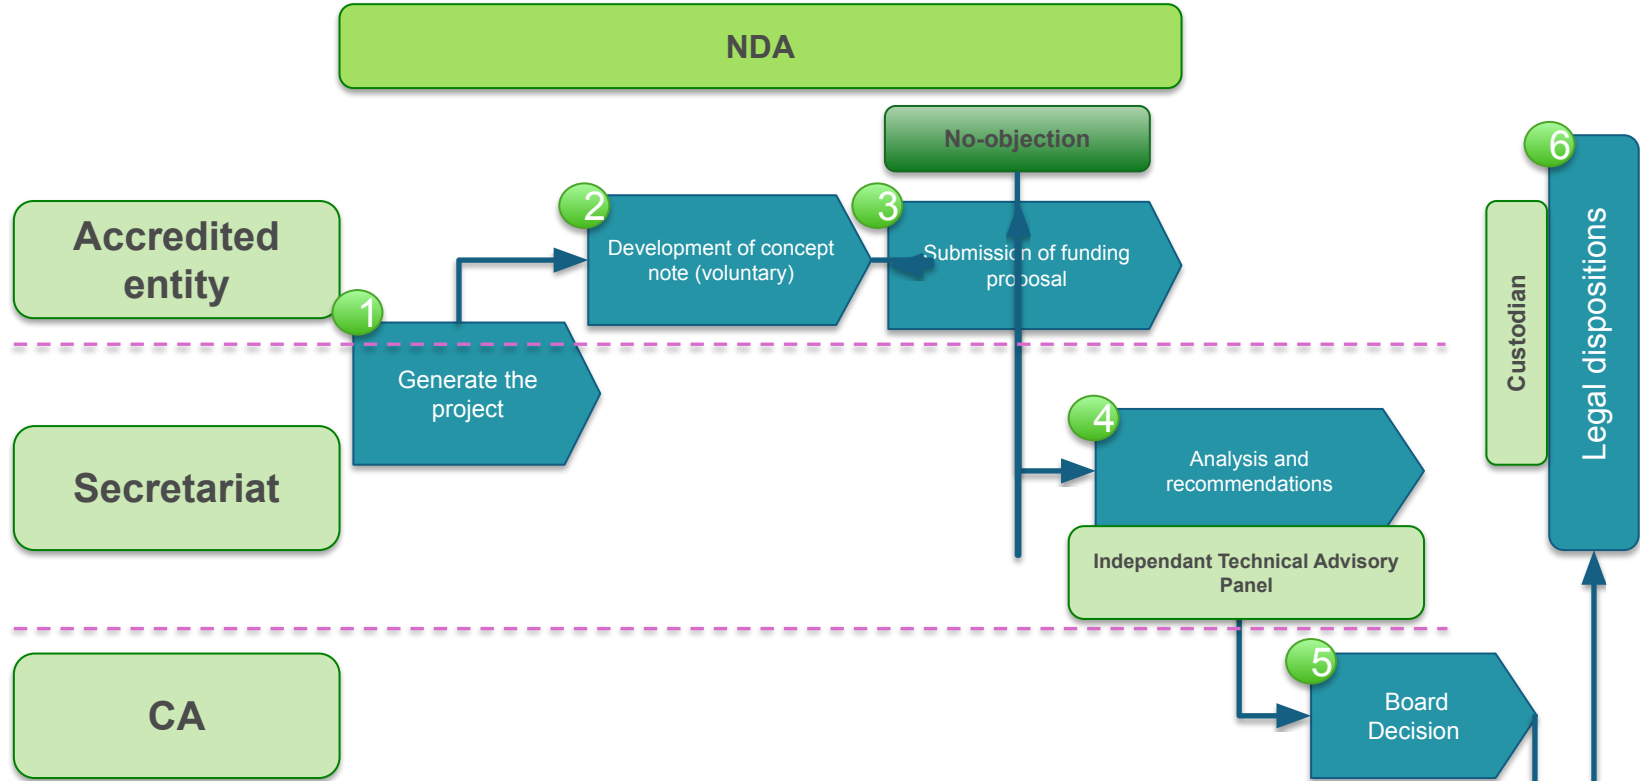 NDA
No-objection
6
Legal dispositions
Custodian
Accredited
entity
2
Development of concept
note (voluntary)
3
Submission of funding
proposal
1
Generate the
project
Secretariat
4
Analysis and
recommendations
Independant Technical Advisory
Panel
CA
5
Board
Decision